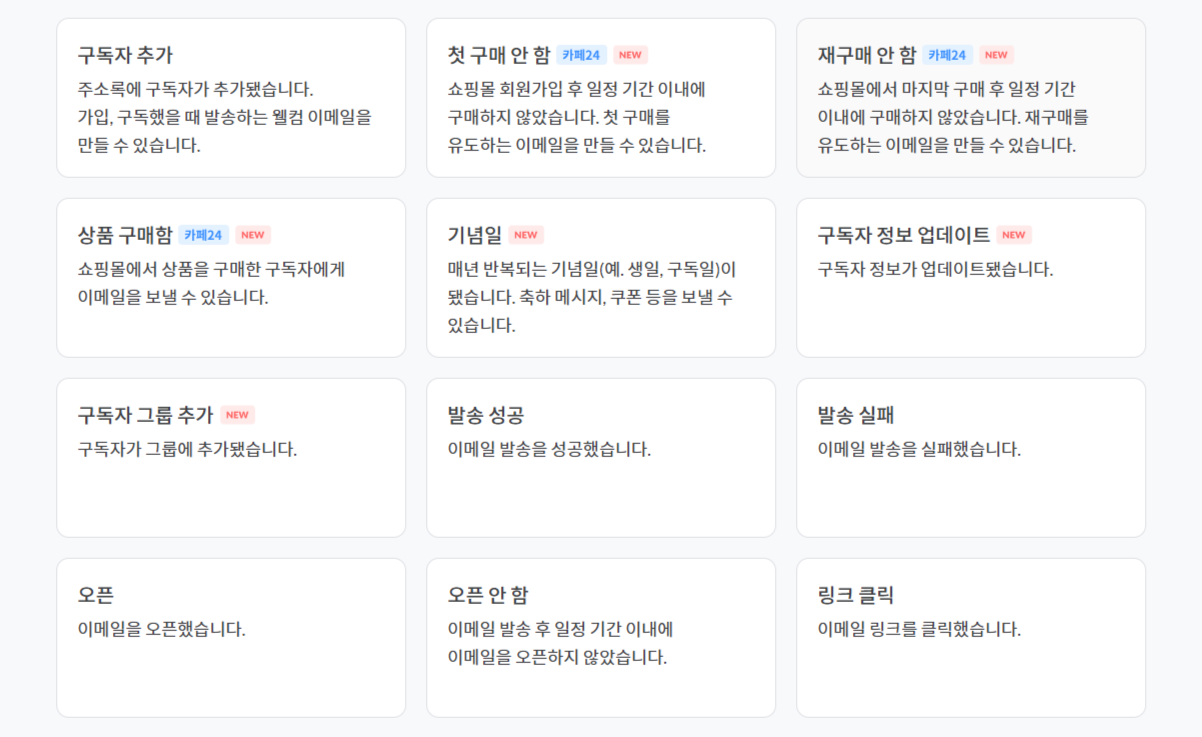 구독자 추가
주소록에 구독자가 추가됐습니다.
가입, 구독했을 때 발송하는 웰컴 이메일을
만들 수 있습니다.
첫 구매 안 함 카페24 NEW
쇼핑몰 회원가입 후 일정 기간 이내에
구매하지 않았습니다. 첫 구매를
유도하는 이메일을 만들 수 있습니다.
재구매 안 함 카페24 NEW
쇼핑몰에서 마지막 구매 후 일정 기간
이내에 구매하지 않았습니다. 재구매를
유도하는 이메일을 만들 수 있습니다.
상품 구매함 카페24 NEW
쇼핑몰에서 상품을 구매한 구독자에게
이메일을 보낼 수 있습니다.
기념일 NEW
매년 반복되는 기념일(예. 생일, 구독일)이
됐습니다. 축하 메시지, 쿠폰 등을 보낼 수
있습니다.
구독자 정보 업데이트 NEW
구독자 정보가 업데이트됐습니다.
구독자 그룹 추가 NEW
구독자가 그룹에 추가됐습니다.
발송 성공
이메일 발송을 성공했습니다.
발송 실패
이메일 발송을 실패했습니다.
오픈
이메일을 오픈했습니다.
오픈 안 함
이메일 발송 후 일정 기간 이내에
이메일을 오픈하지 않았습니다.
링크 클릭
이메일 링크를 클릭했습니다.